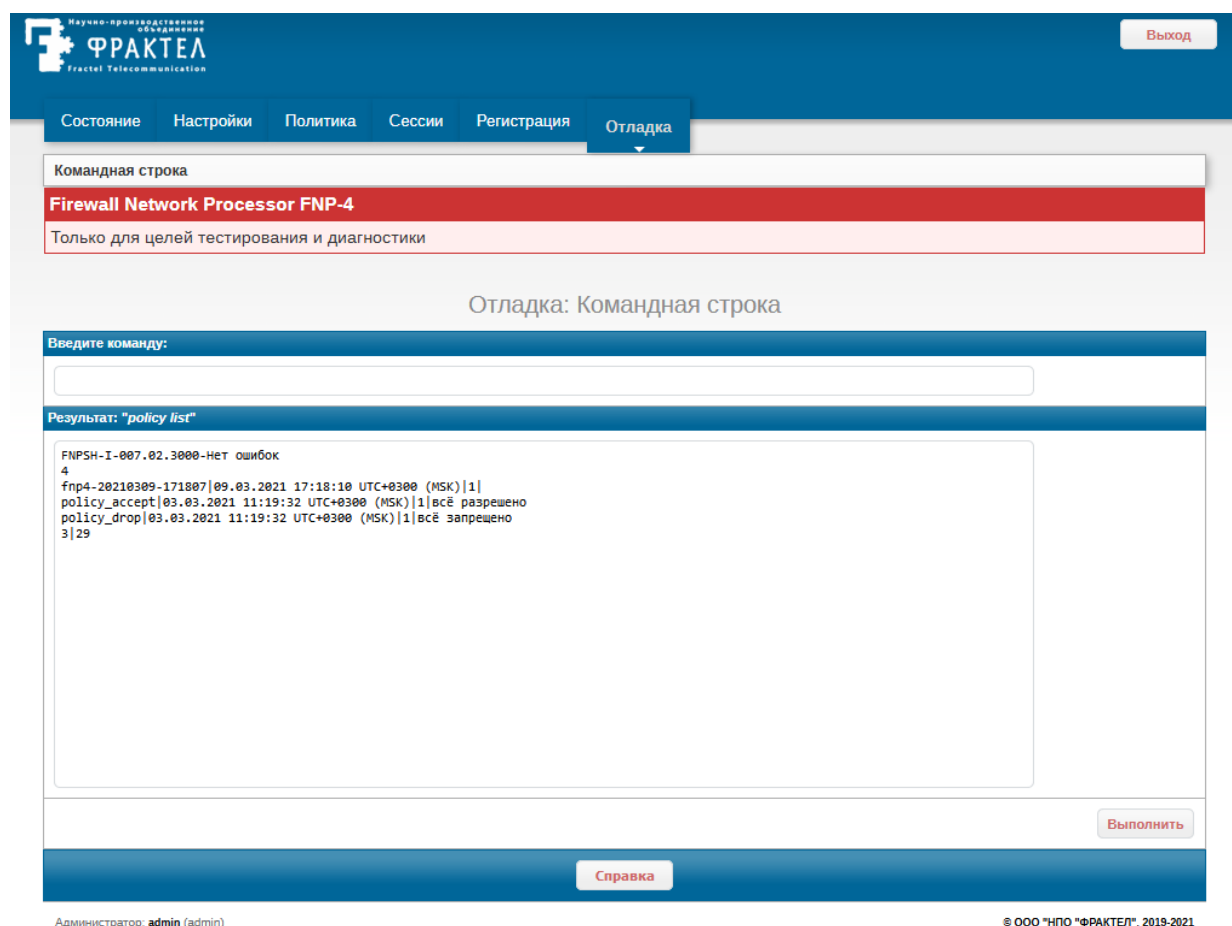 Научно-производственное
объединение
ФРАКТЕЛ
Fractel Telecommunication
Выход
Состояние Настройки Политика Сессии Регистрация Отладка
Командная строка
Firewall Network Processor FNP-4
Только для целей тестирования и диагностики
Отладка: Командная строка
Введите команду:
Результат: "policy list"
FNPSH-I-007.02.3000-Нет ошибок
4
fnp4-20210309-171807|09.03.2021 17:18:10 UTC+0300 (MSK)|1|
policy_accept|03.03.2021 11:19:32 UTC+0300 (MSK)|1|всё разрешено
policy_drop|03.03.2021 11:19:32 UTC+0300 (MSK)|1|всё запрещено
3|29
Выполнить
Справка
Администратор: admin (admin)
© ООО "НПО "ФРАКТЕЛ". 2019-2021